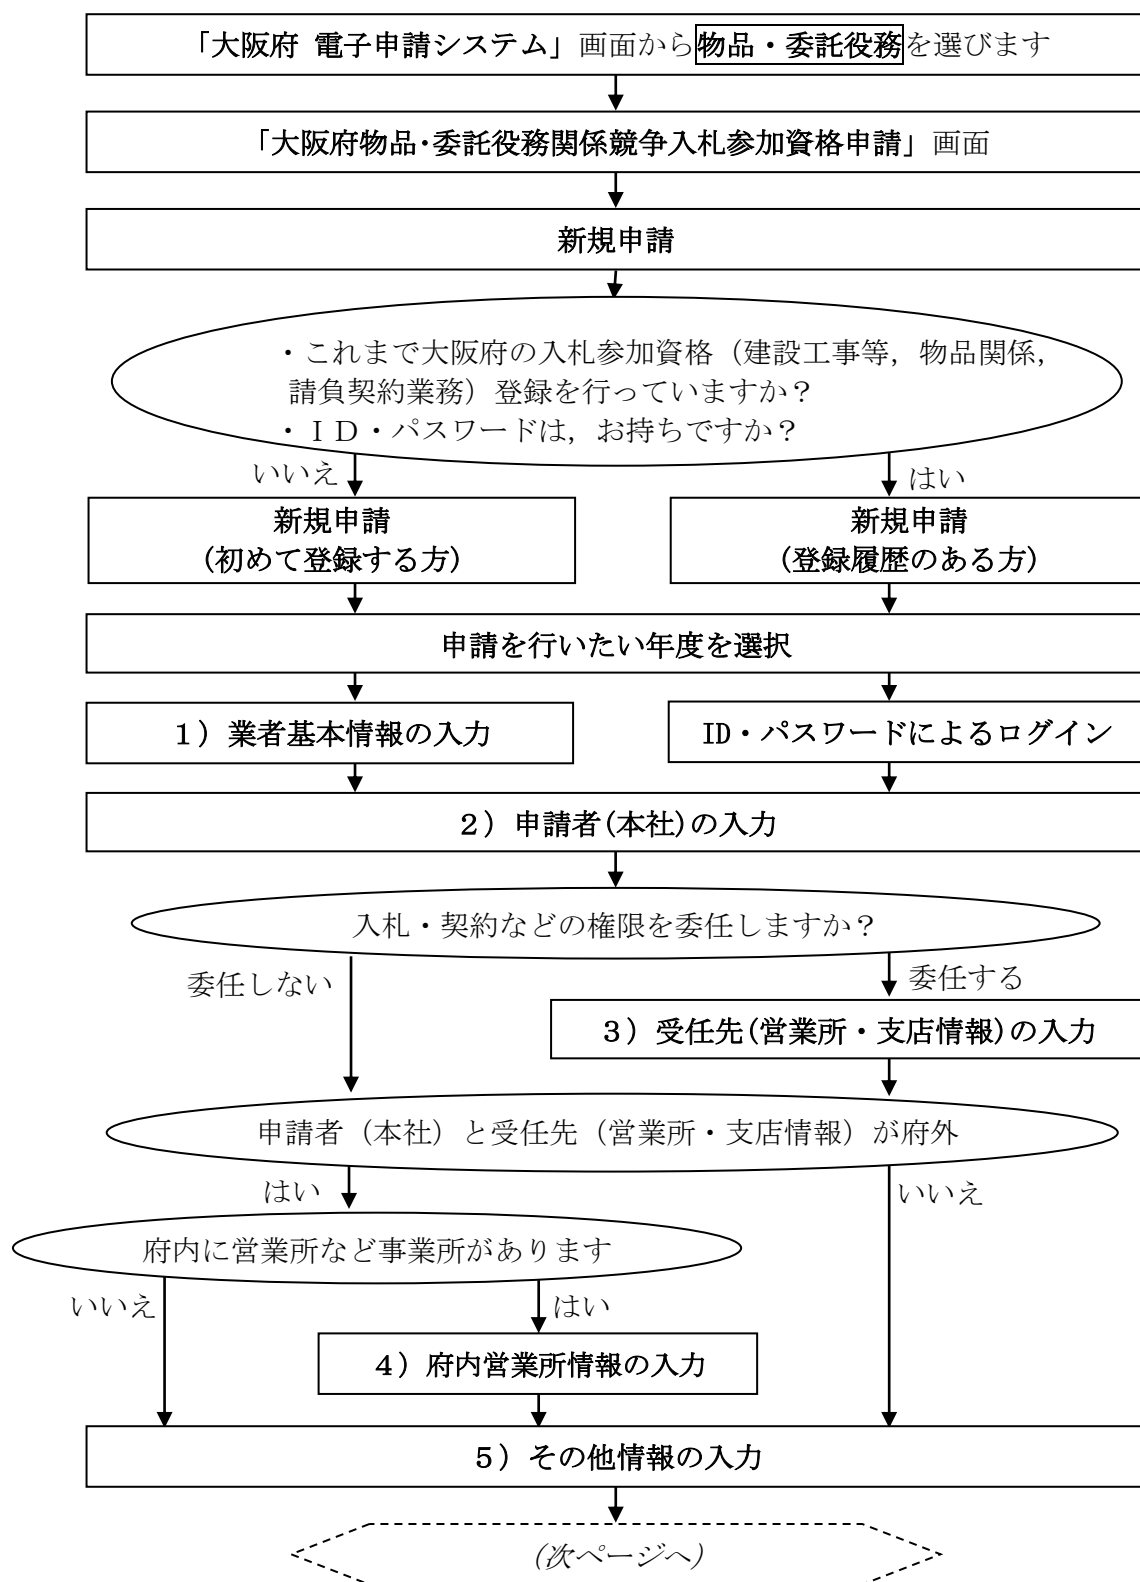 「大阪府 電子申請システム」画面から物品・委託役務を選びます
「大阪府物品・委託役務関係競争入札参加資格申請」画面
新規申請
・これまで大阪府の入札参加資格（建設工事等，物品関係，
請負契約業務）登録を行っていますか？
・ＩＤ・パスワードは，お持ちですか？
いいえ
はい
新規申請
(初めて登録する方)
新規申請
(登録履歴のある方)
申請を行いたい年度を選択
１）業者基本情報の入力
ID・パスワードによるログイン
２）申請者(本社)の入力
入札・契約などの権限を委任しますか？
委任しない
委任する
３）受任先(営業所・支店情報)の入力
申請者（本社）と受任先（営業所・支店情報）が府外
はい
いいえ
府内に営業所など事業所があります
いいえ
はい
４）府内営業所情報の入力
５）その他情報の入力
(次ページへ)